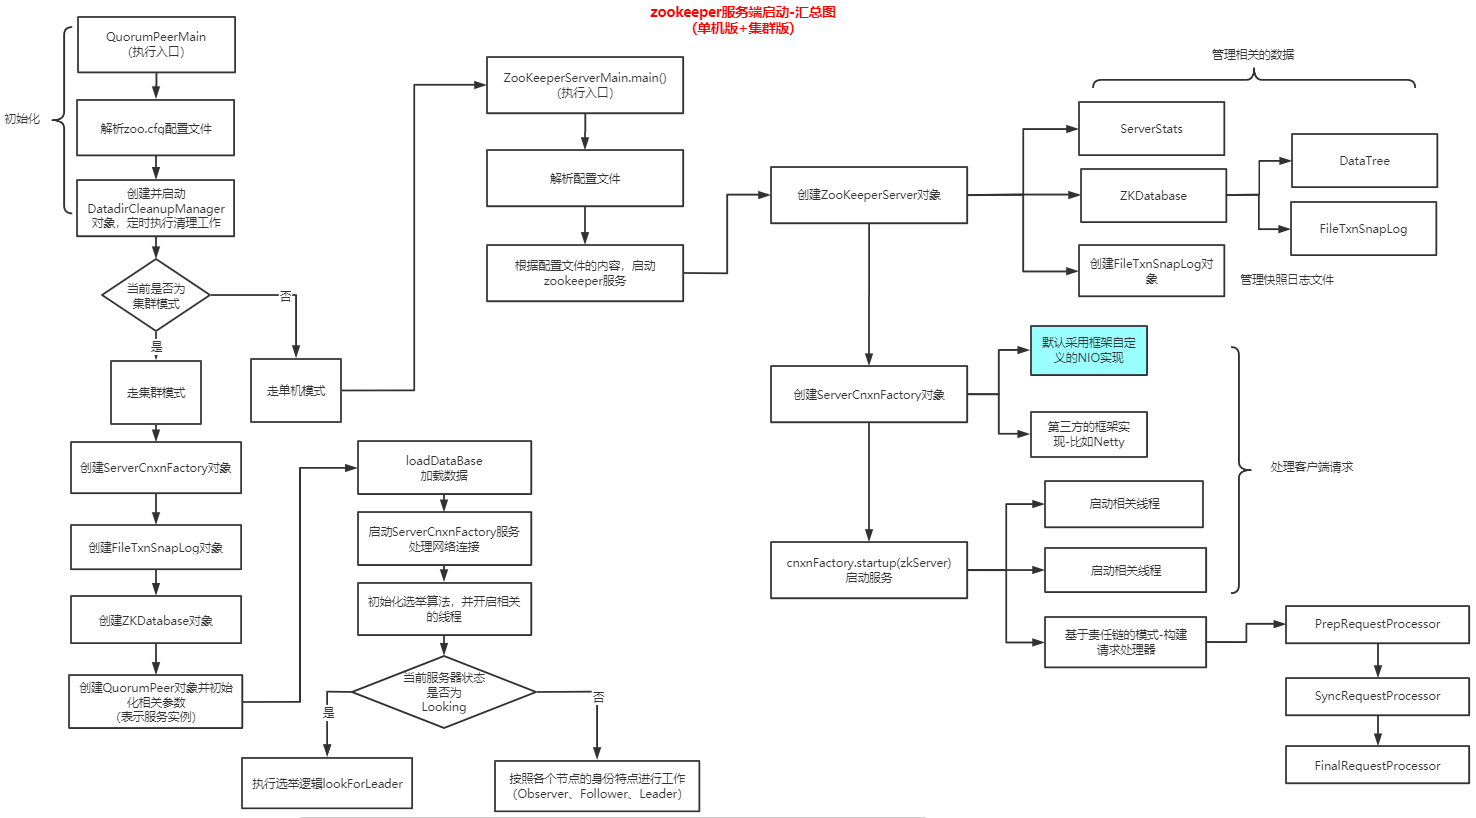 zookeeper服务端启动-汇总图
（单机版+集群版）
初始化
QuorumPeerMain
（执行入口）
解析zoo.cfq配置文件
创建并启动
DatadirCleanupManager
对象，定时执行清理工作
当前是否为
集群模式
否
是
走集群模式
走单机模式
创建ServerCnxnFactory对象
创建FileTxnSnapLog对象
创建ZKDatabase对象
创建QuorumPeer对象并初始
化相关参数
（表示服务实例）
loadDataBase
加载数据
启动ServerCnxnFactory服务
处理网络连接
初始化选举算法，并开启相关
的线程
当前服务器状态
是否为
Looking
是
否
执行选举逻辑lookForLeader
按照各个节点的身份特点进行工作
（Observer、Follower、Leader）
ZooKeeperServerMain.main()
（执行入口）
解析配置文件
根据配置文件的内容，启动
zookeeper服务
创建ZooKeeperServer对象
管理相关的数据
ServerStats
ZKDatabase
DataTree
FileTxnSnapLog
创建FileTxnSnapLog对
象
管理快照日志文件
创建ServerCnxnFactory对象
默认采用框架自定
义的NIO实现
第三方的框架实
现-比如Netty
处理客户端请求
cnxnFactory.startup(zkServer)
启动服务
启动相关线程
启动相关线程
基于责任链的模式-构建
请求处理器
PrepRequestProcessor
SyncRequestProcessor
FinalRequestProcessor